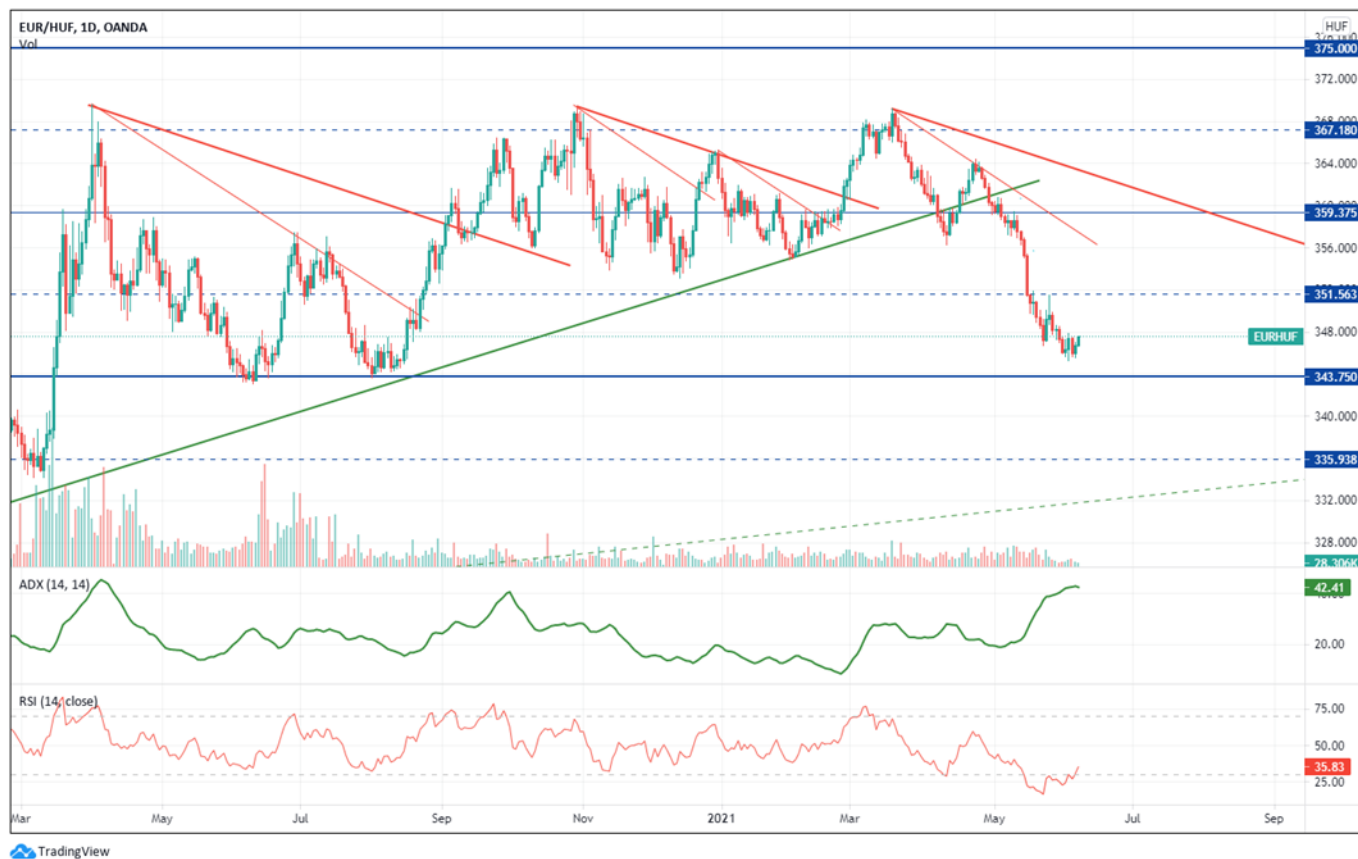 EUR/HUF, 1D, OANDA
Vol
HUF
375.000
372.000
368.000
367.180
364.000
359.375
356.000
351.563
348.000
EURHUF
343.750
340.000
335.938
332.000
328.000
28.306K
ADX (14, 14)
42.41
20.00
RSI (14, close)
75.00
50.00
35.83
25.00
Mar May Jul Sep Nov 2021 Mar May Jul Sep
TradingView